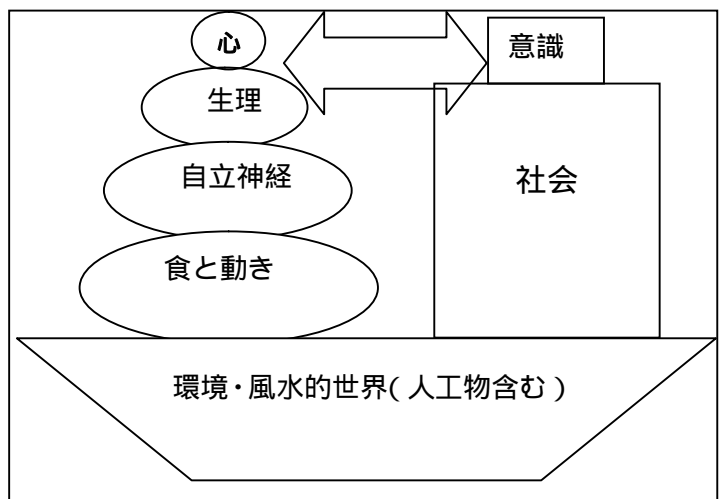 心
意識
生理
社会
自立神経
食と動き
環境・風水的世界(人工物含む)